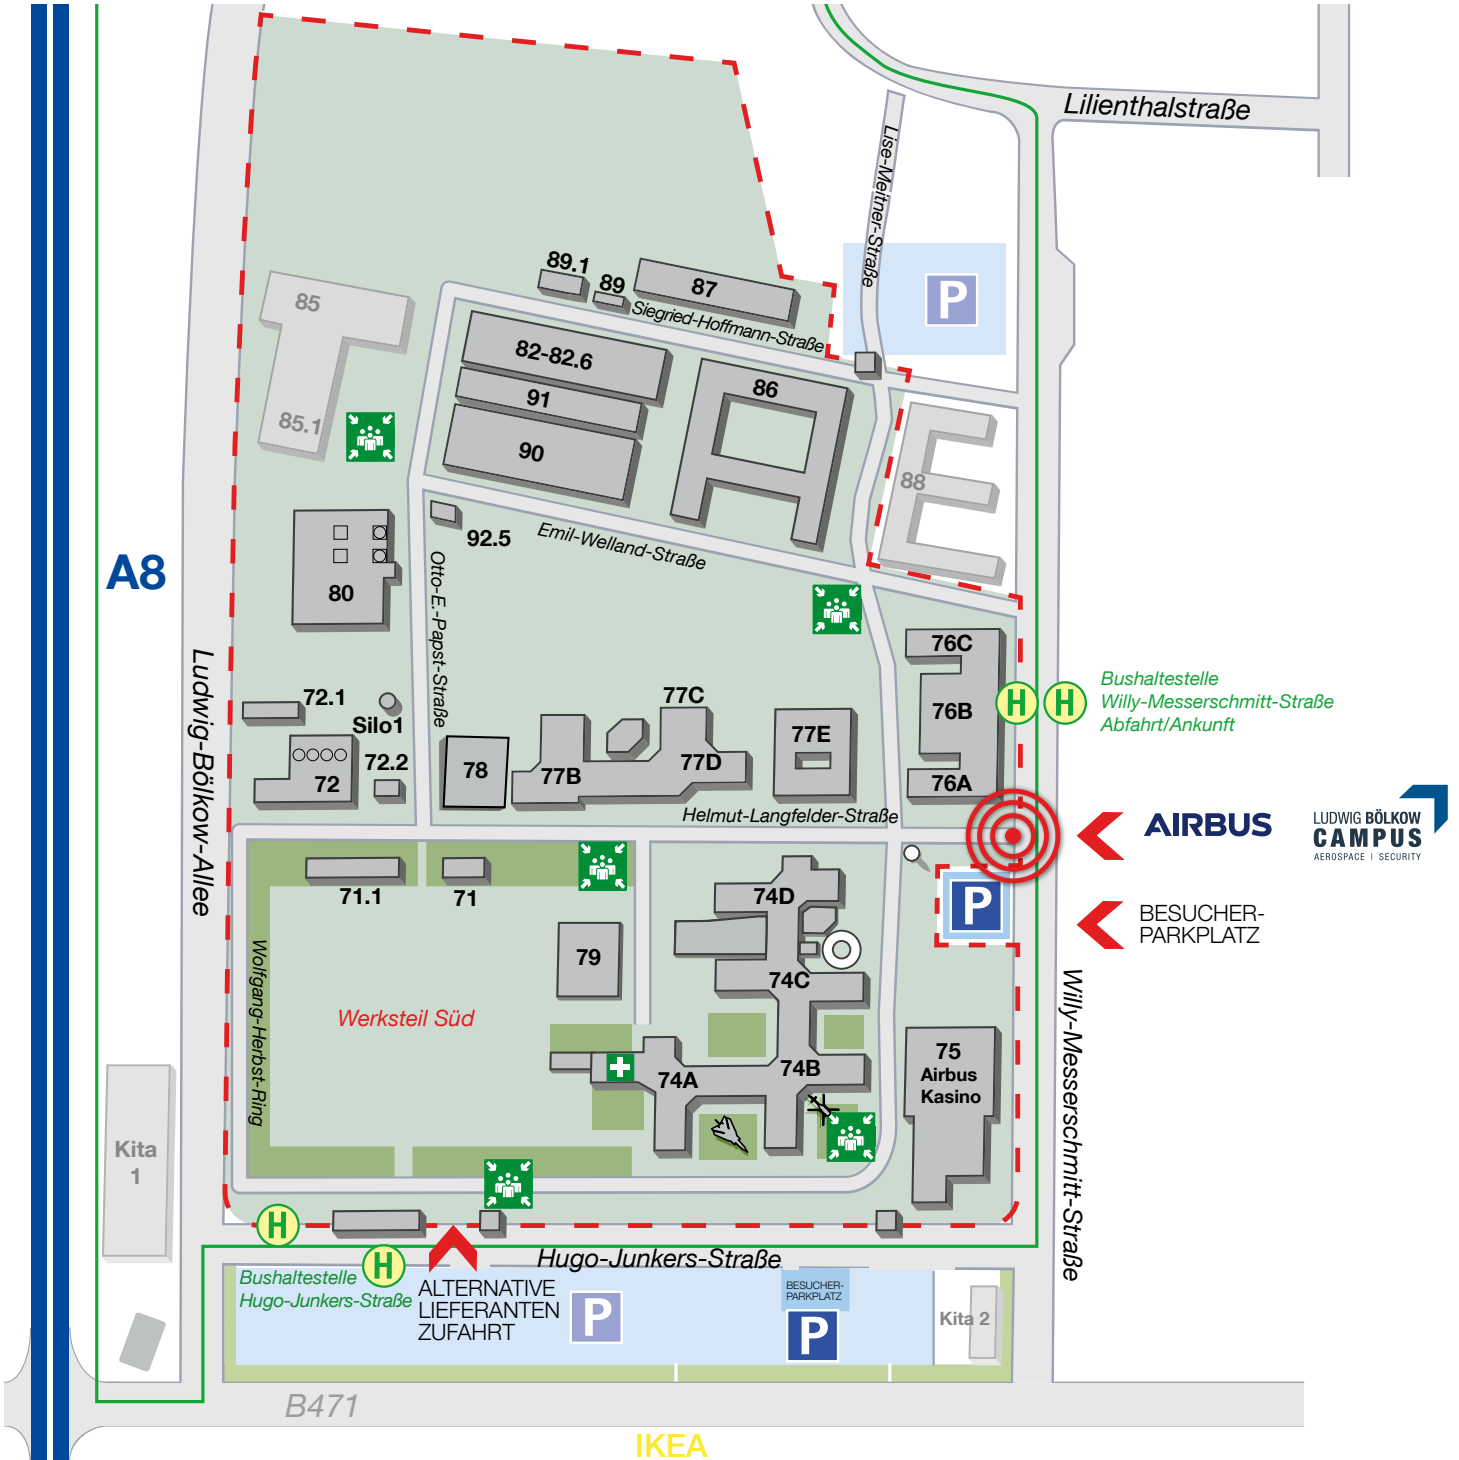 Lilienthalstraße
Lise-Meitner-Straße
P
89.1
89
87
Siegried-Hoffmann-Straße
85
85.1
82-82.6
91
90
86
88
92.5
Emil-Welland-Straße
Otto-E.-Papst-Straße
A8
80
Ludwig-Bölkow-Allee
72.1
Silo1
72
72.2
78
77B
77C
77D
77E
76C
76B
76A
H
H
Bushaltestelle
Willy-Messerschmitt-Straße
Abfahrt/Ankunft
Helmut-Langfelder-Straße
AIRBUS
LUDWIG BÖLKOW
CAMPUS
AEROSPACE | SECURITY
P
BESUCHER-
PARKPLATZ
71.1
71
79
74D
74C
74B
74A
Wolfgang-Herbst-Ring
Werksteil Süd
75
Airbus
Kasino
Willy-Messerschmitt-Straße
Kita
1
H
H
Bushaltestelle
Hugo-Junkers-Straße
Hugo-Junkers-Straße
ALTERNATIVE
LIEFERANTEN
ZUFAHRT
P
BESUCHER-
PARKPLATZ
P
Kita 2
B471
IKEA